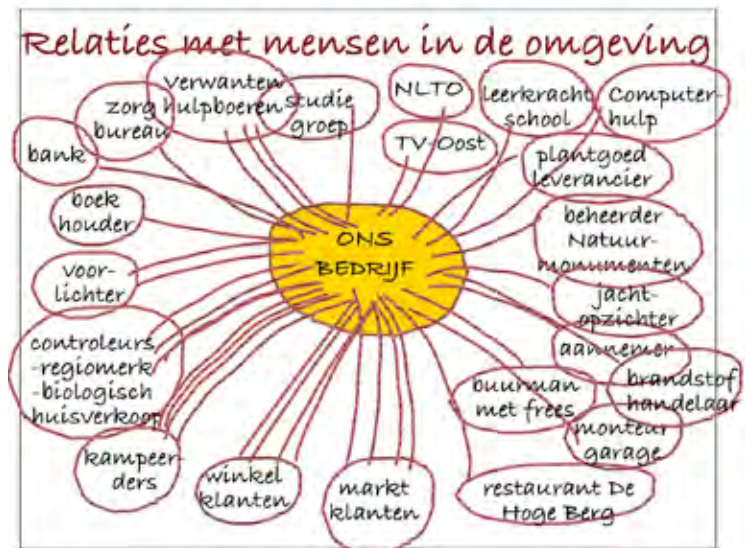 Relaties met mensen in de omgeving
verwanten
hulpboeren
zorg
bureau
studie
groep
NLTO
TV-Oost
leerkracht
school
Computer-
hulp
bank
plantgoed
leverancier
boek
houder
ONS
BEDRIJF
beheerder
Natuur-
monumenten
voor-
lichter
jacht-
opzichter
controleurs
-regiomerk
-biologisch
huisverkoop
aannemer
brandstof
handelaar
buurman
met frees
monteur
garage
kampeer-
ders
winkel
klanten
markt
klanten
restaurant De
Hoge Berg